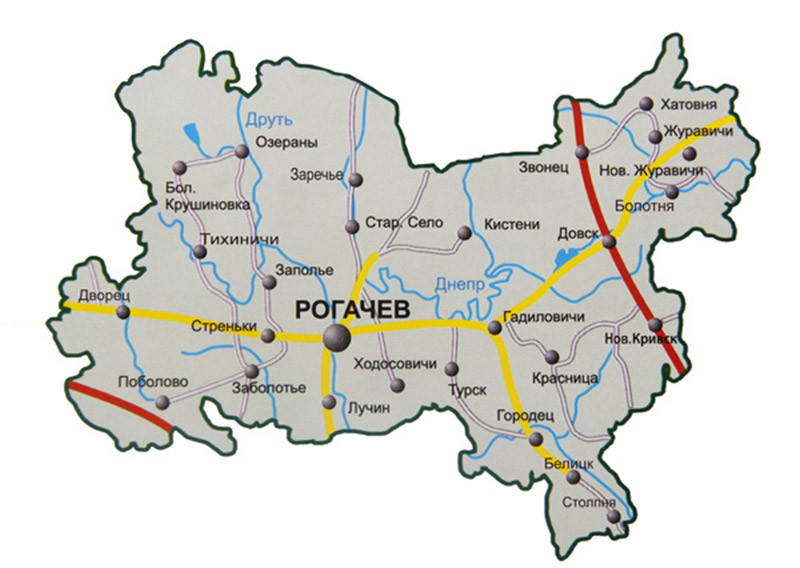 Хатовня
Друть
Журавичи
Озераны
Звонец
Нов. Журавичи
Заречье
Бол.
Крушиновка
Болотня
Стар. Село
Кистени
Довск
Тихиничи
Заполье
Днепр
Дворец
РОГАЧЕВ
Гадиловичи
Стреньки
Нов.Кривск
Ходосовичи
Поболово
Заболотье
Турск
Красница
Лучин
Городец
Белицк
Столпня